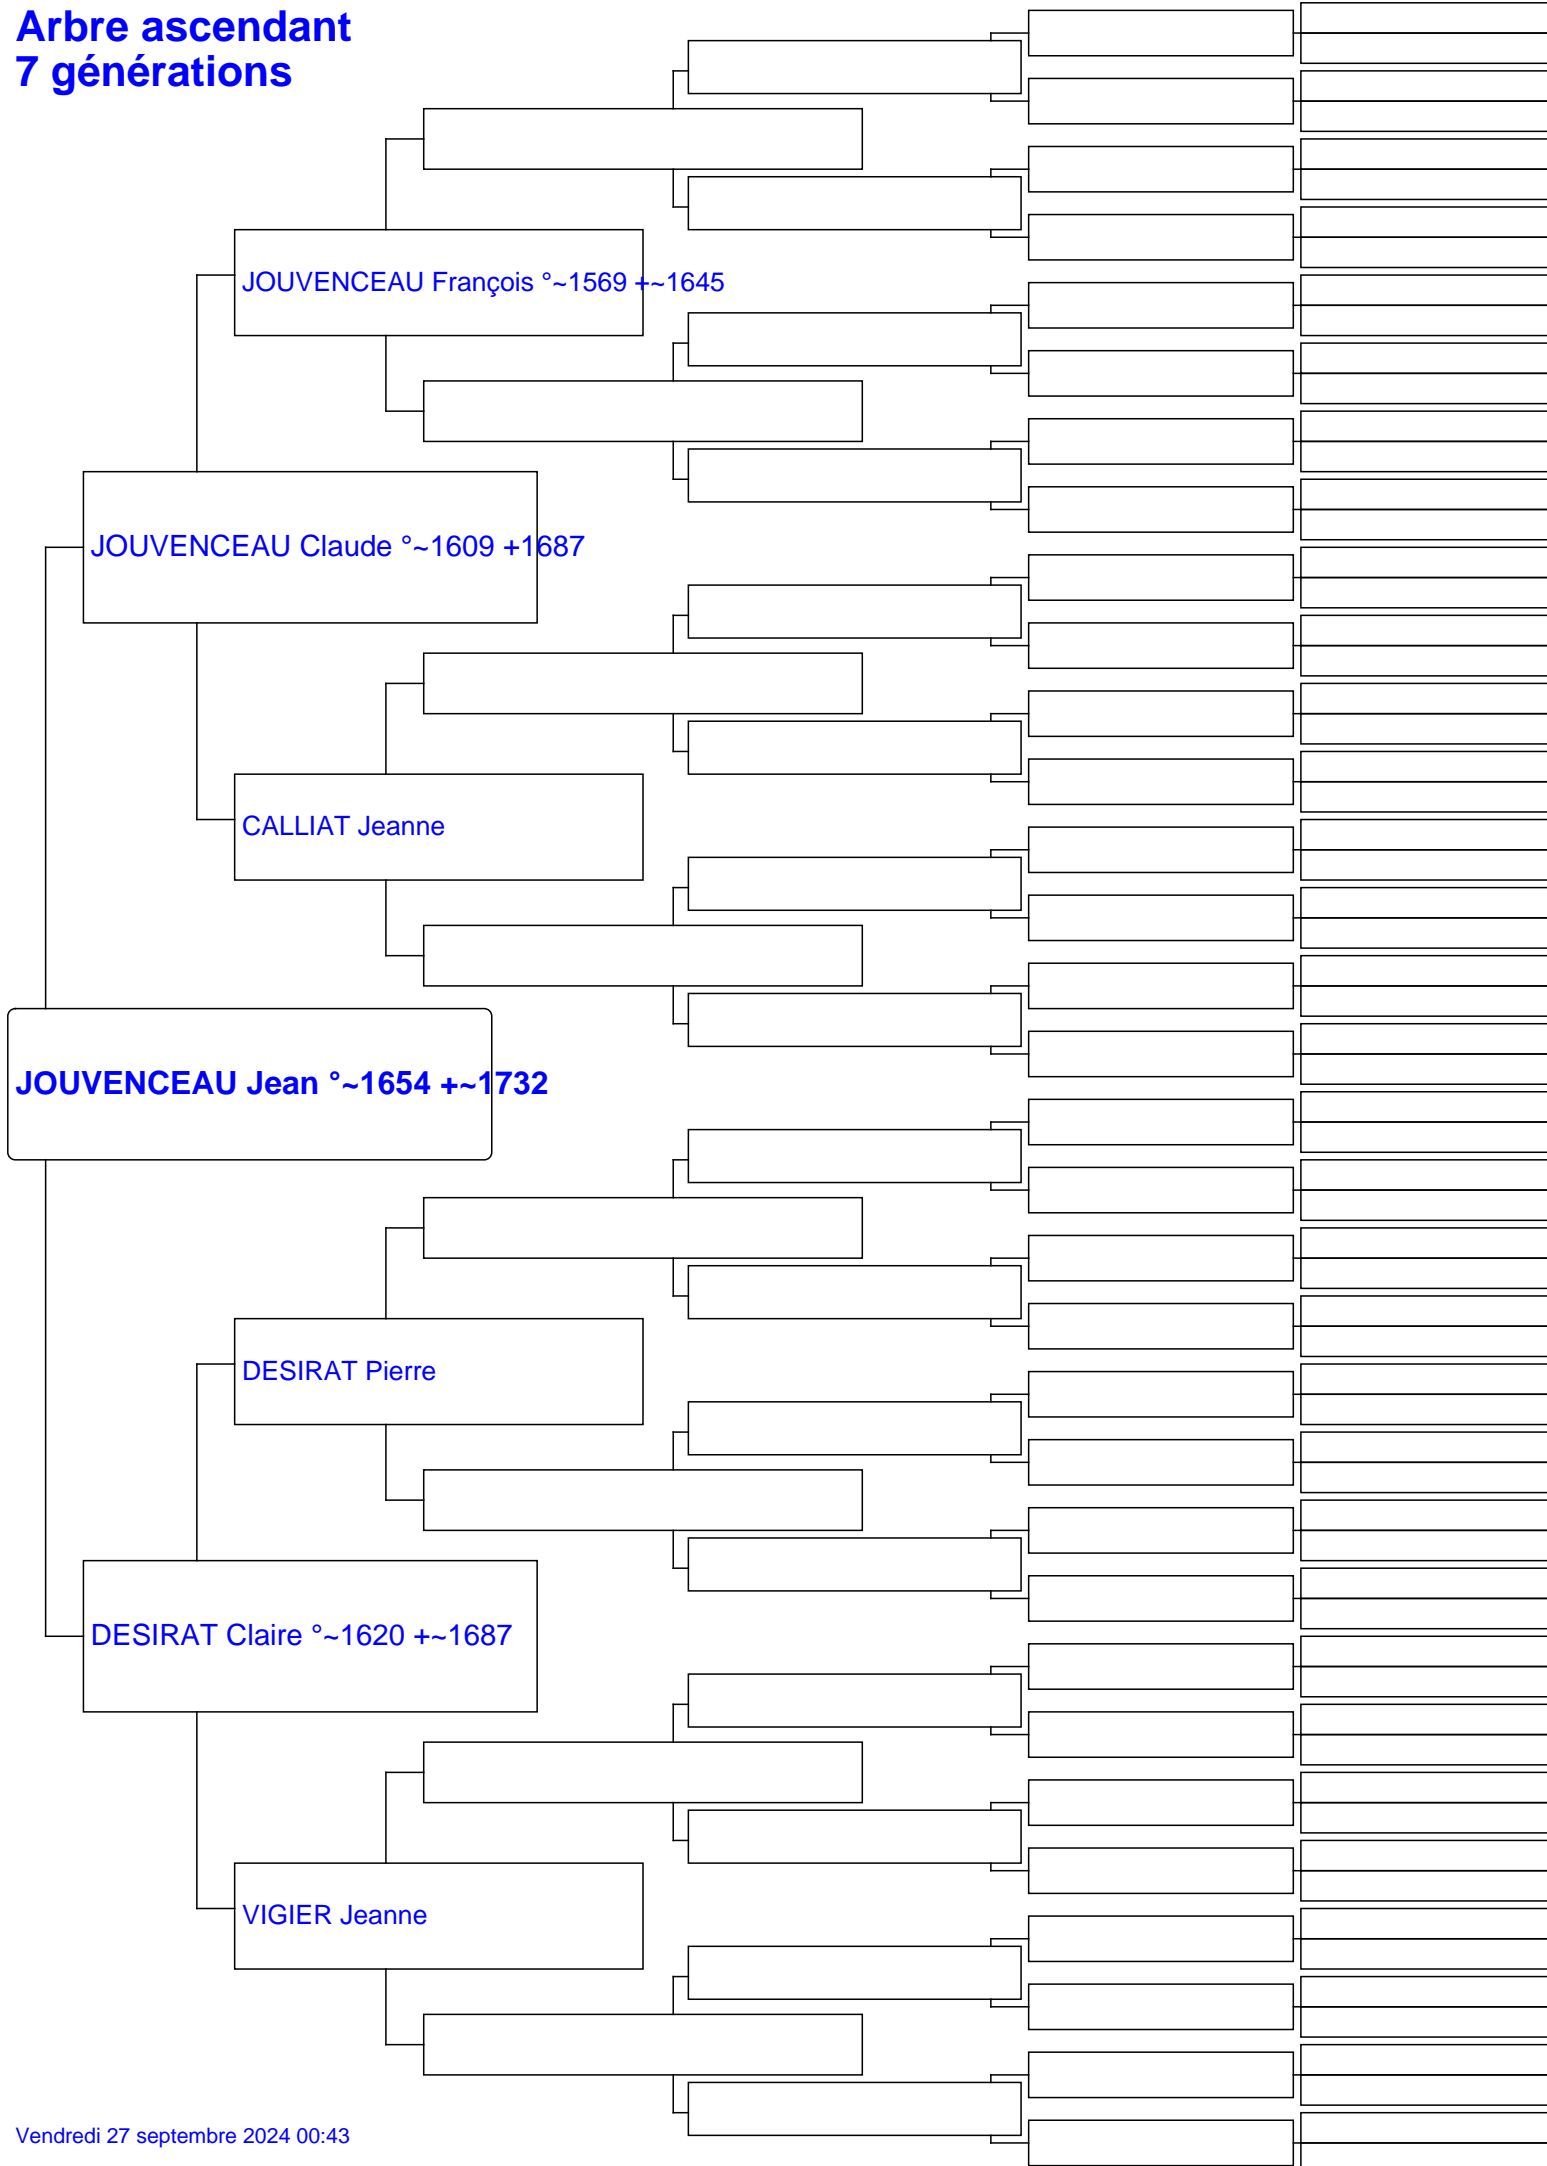 Arbre ascendant
7 générations
JOUVENCEAU François °~1569 +~1645
JOUVENCEAU Claude °~1609 +1687
CALLIAT Jeanne
JOUVENCEAU Jean °~1654 +~1732
DESIRAT Pierre
DESIRAT Claire °~1620 +~1687
VIGIER Jeanne
Vendredi 27 septembre 2024 00:43